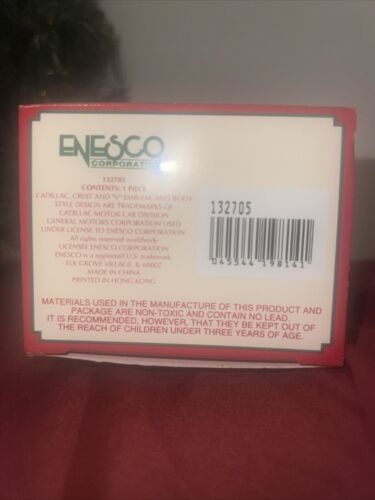 ENESCO
CORPORATION
132705
CONTENTS: 1 PIECE
CADILLAC, CREST AND "V" EMBLEM, AND BODY
STYLE DESIGN ARE TRADEMARKS OF
CADILLAC MOTOR CAR DIVISION
GENERAL MOTORS CORPORATION USED
UNDER LICENSE TO ENESCO CORPORATION
All rights reserved worldwide
LICENSEE ENESCO CORPORATION
ENESCO is a registered U.S. trademark.
ELK GROVE VILLAGE, IL 60007
MADE IN CHINA
PRINTED IN HONG KONG
132705
0 45544 19814 1
MATERIALS USED IN THE MANUFACTURE OF THIS PRODUCT AND
PACKAGE ARE NON-TOXIC AND CONTAIN NO LEAD.
IT IS RECOMMENDED, HOWEVER, THAT THEY BE KEPT OUT OF
THE REACH OF CHILDREN UNDER THREE YEARS OF AGE.